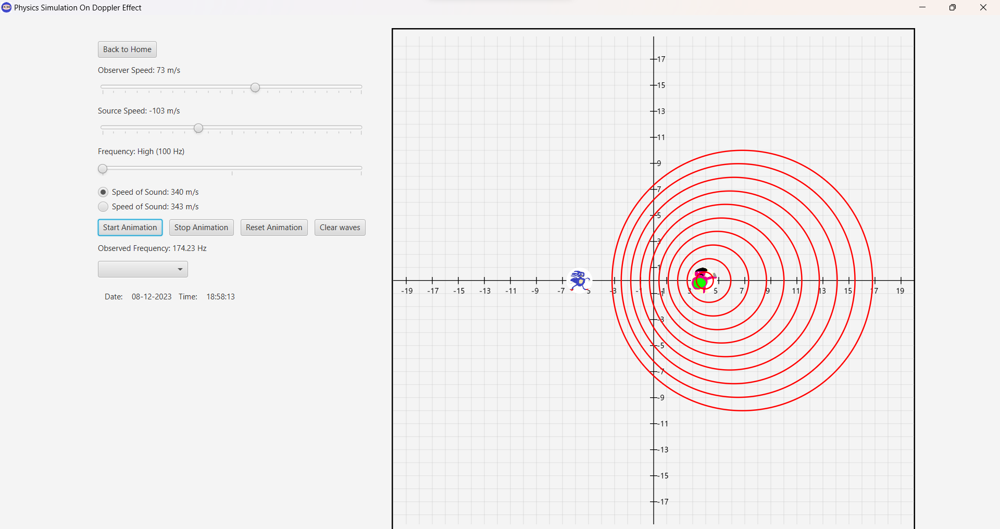 Physics Simulation On Doppler Effect
Back to Home
Observer Speed: 73 m/s
Source Speed: -103 m/s
Frequency: High (100 Hz)
Speed of Sound: 340 m/s
Speed of Sound: 343 m/s
Start Animation Stop Animation Reset Animation Clear waves
Observed Frequency: 174.23 Hz
Date: 08-12-2023 Time: 18:58:13
17
15
13
11
9
7
5
3
1
-19 -17 -15 -13 -11 -9 -7 5 -3 -1 1 3 5 7 9 11 13 15 17 19
-1
-3
-5
-7
-9
-11
-13
-15
-17